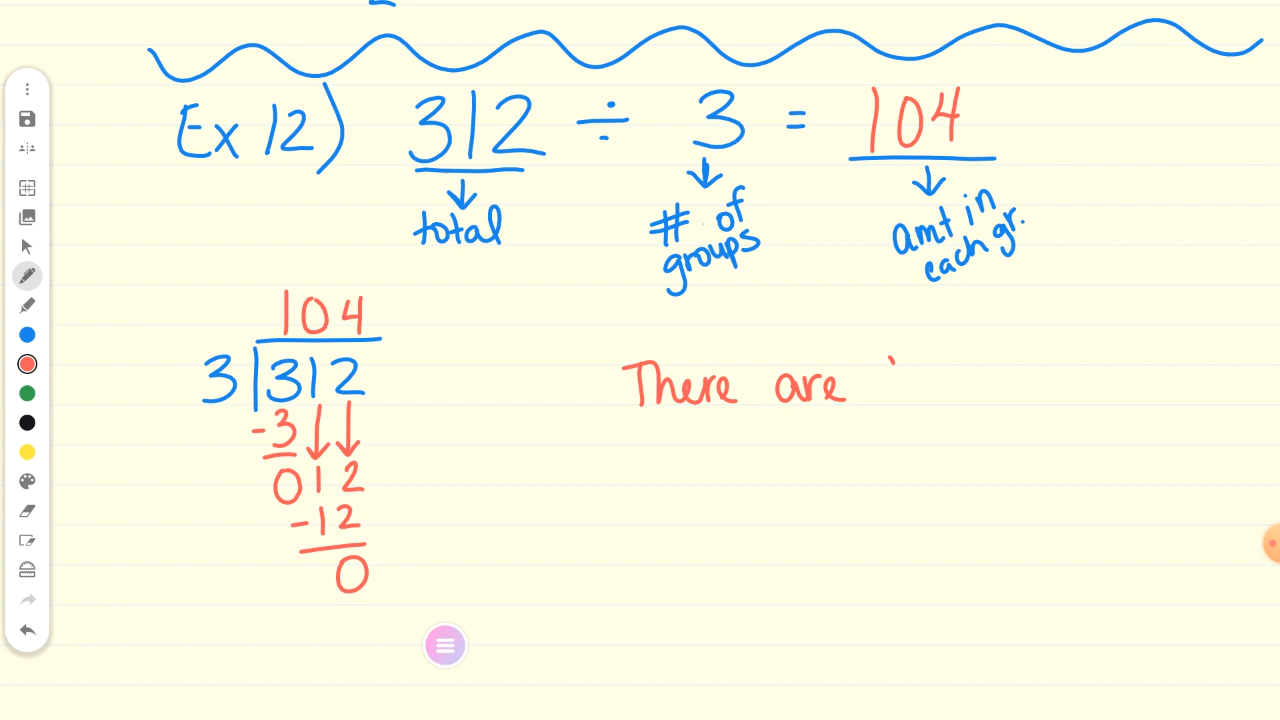 Ex 12) 312 ÷ 3 = 104
total
# of
groups
amt in
each gr.
104
3|312
-3
012
-12
0
There are